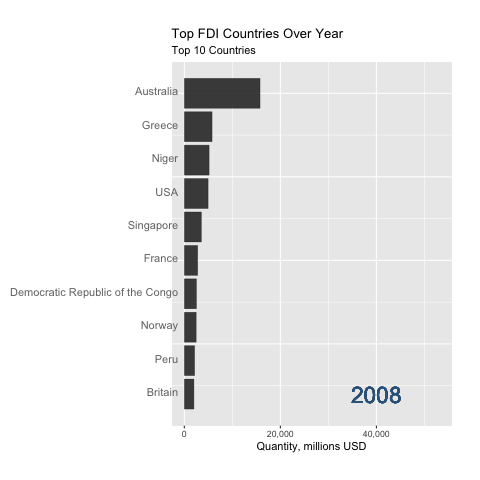 Top FDI Countries Over Year
Top 10 Countries
Australia
Greece
Niger
USA
Singapore
France
Democratic Republic of the Congo
Norway
Peru
Britain
2008
0
20,000
40,000
Quantity, millions USD